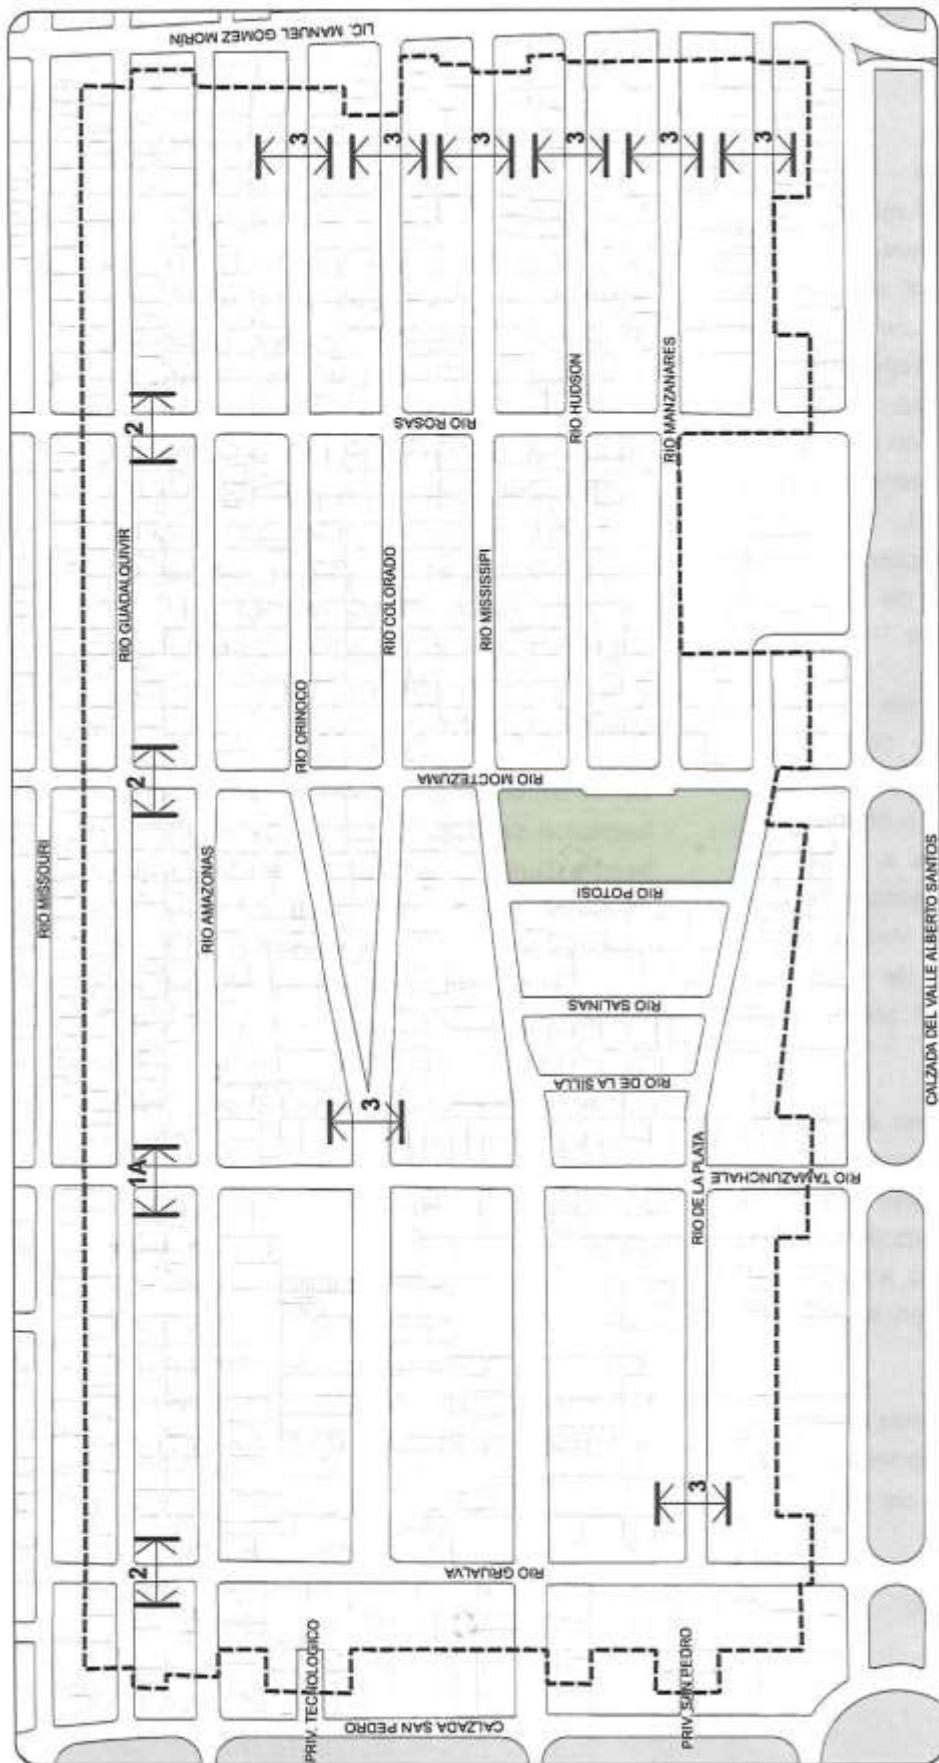 LIC. MANUEL GOMEZ MORÍN
3
3
3
3
3
3
2
RIO ROSAS
RIO HUDSON
RIO MANZANARES
RIO GUADALQUIVIR
RIO COLORADO
RIO MISSISSIPI
RIO ORINOCO
2
RIO MOCTEZUMA
RIO MISSOURI
RIO AMAZONAS
RIO POTOSI
CALZADA DEL VALLE ALBERTO SANTOS
RIO SALINAS
RIO DE LA SILLA
3
1A
RIO DE LA PLATA
RIO TAMAZUNCHALE
3
2
RIO GRIJALVA
PRIV. TECNOLOGICO
PRIV. SAN PEDRO
CALZADA SAN PEDRO